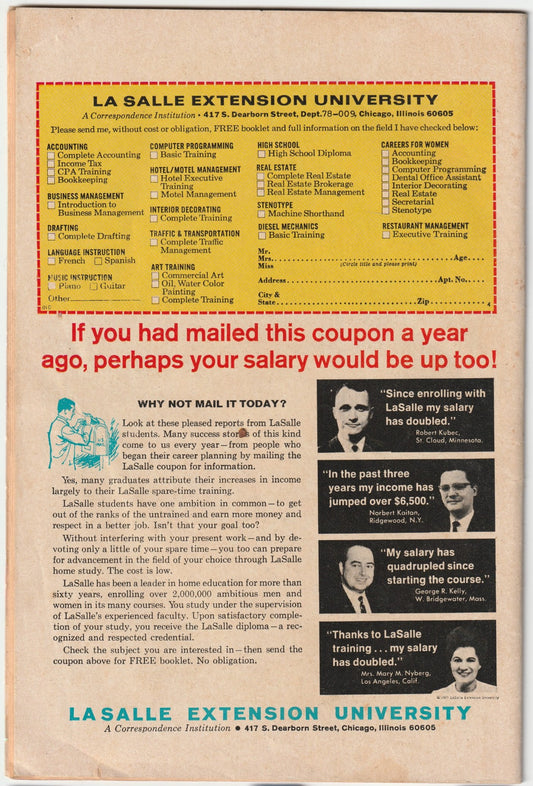 LA SALLE EXTENSION UNIVERSITY
A Correspondence Institution • 417 S. Dearborn Street, Dept. 78-009, Chicago, Illinois 60605
Please send me, without cost or obligation, FREE booklet and full information on the field I have checked below:
ACCOUNTING
Complete Accounting
Income Tax
CPA Training
Bookkeeping
BUSINESS MANAGEMENT
Introduction to
Business Management
DRAFTING
Complete Drafting
LANGUAGE INSTRUCTION
French Spanish
MUSIC INSTRUCTION
Piano Guitar
Other
COMPUTER PROGRAMMING
Basic Training
HOTEL/MOTEL MANAGEMENT
Hotel Executive
Training
Motel Management
INTERIOR DECORATING
Complete Training
TRAFFIC & TRANSPORTATION
Complete Traffic
Management
ART TRAINING
Commercial Art
Oil, Water Color
Painting
Complete Training
HIGH SCHOOL
High School Diploma
REAL ESTATE
Complete Real Estate
Real Estate Brokerage
Real Estate Management
STENOTYPE
Machine Shorthand
DIESEL MECHANICS
Basic Training
CAREERS FOR WOMEN
Accounting
Bookkeeping
Computer Programming
Dental Office Assistant
Interior Decorating
Real Estate
Secretarial
Stenotype
RESTAURANT MANAGEMENT
Executive Training
Mr.
Mrs. Age
Miss (Circle title and please print)
Address Apt. No.
City &
State Zip 4
If you had mailed this coupon a year
ago, perhaps your salary would be up too!
WHY NOT MAIL IT TODAY?
Look at these pleased reports from LaSalle
students. Many success stories of this kind
come to us every year—from people who
began their career planning by mailing the
LaSalle coupon for information.
Yes, many graduates attribute their increases in income
largely to their LaSalle spare-time training.
LaSalle students have one ambition in common—to get
out of the ranks of the untrained and earn more money and
respect in a better job. Isn't that your goal too?
Without interfering with your present work—and by de-
voting only a little of your spare time—you too can prepare
for advancement in the field of your choice through LaSalle
home study. The cost is low.
LaSalle has been a leader in home education for more than
sixty years, enrolling over 2,000,000 ambitious men and
women in its many courses. You study under the supervision
of LaSalle's experienced faculty. Upon satisfactory comple-
tion of your study, you receive the LaSalle diploma—a rec-
ognized and respected credential.
Check the subject you are interested in—then send the
coupon above for FREE booklet. No obligation.
"Since enrolling with
LaSalle my salary
has doubled."
Robert Kubec,
St. Cloud, Minnesota.
"In the past three
years my income has
jumped over $6,500."
Norbert Kaitan,
Ridgewood, N.Y.
"My salary has
quadrupled since
starting the course."
George R. Kelly,
W. Bridgewater, Mass.
"Thanks to LaSalle
training . . . my salary
has doubled."
Mrs. Mary M. Nyberg,
Los Angeles, Calif.
LaSalle Extension University
LA SALLE EXTENSION UNIVERSITY
A Correspondence Institution • 417 S. Dearborn Street, Chicago, Illinois 60605